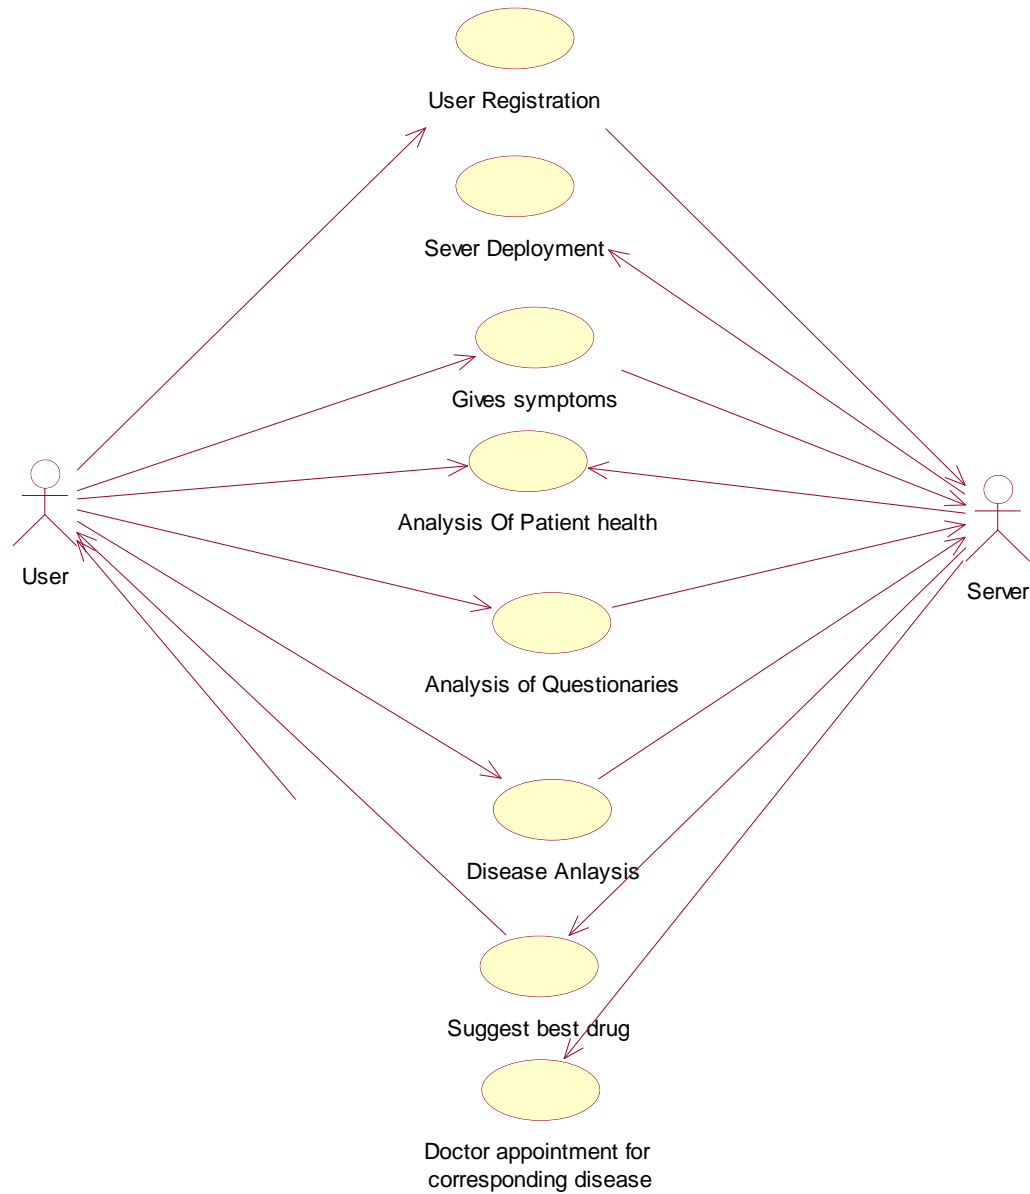 User Registration
Sever Deployment
Gives symptoms
Analysis Of Patient health
User
Server
Analysis of Questionaries
Disease Anlaysis
Suggest best drug
Doctor appointment for
corresponding disease